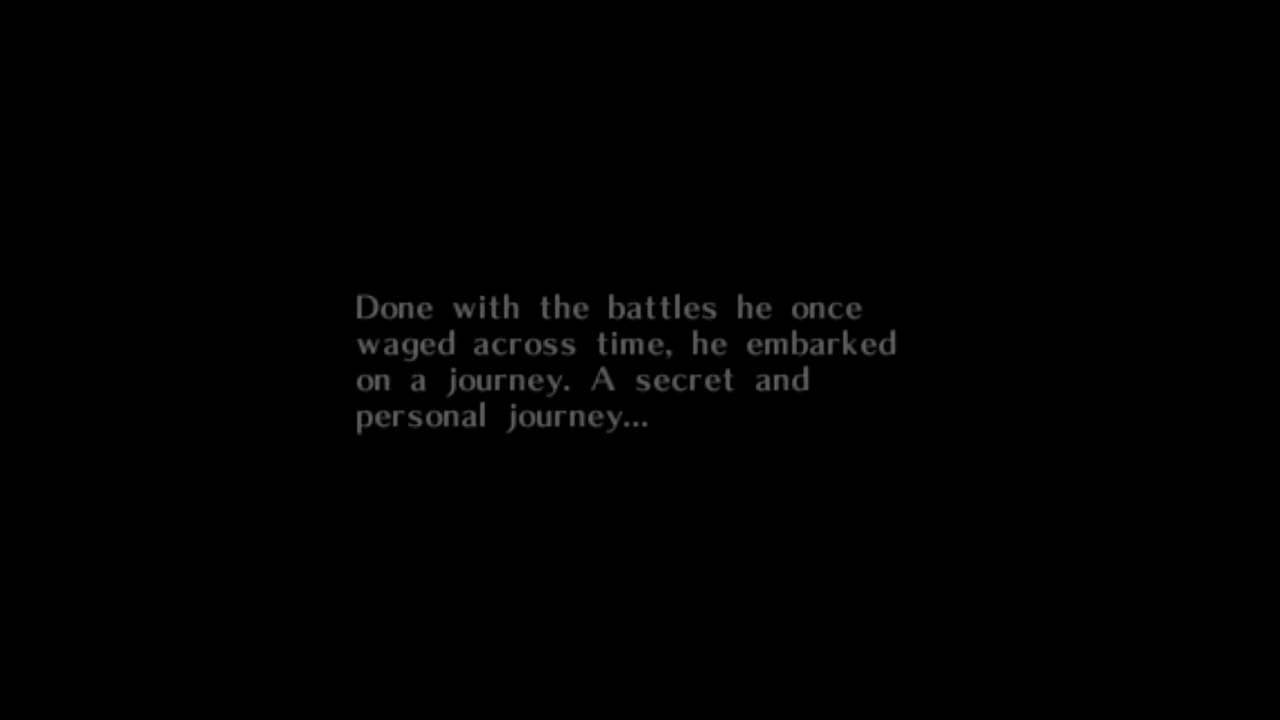 Done with the battles he once
waged across time, he embarked
on a journey. A secret and
personal journey...